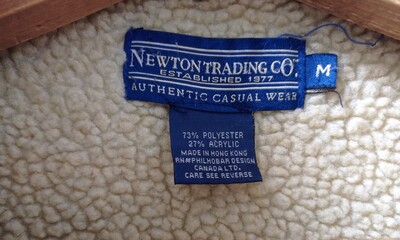 NEWTON TRADING CO.
ESTABLISHED 1977
AUTHENTIC CASUAL WEAR
M
73% POLYESTER
27% ACRYLIC
MADE IN HONG KONG
RN#PHILHOBAR DESIGN
CANADA LTD.
CARE SEE REVERSE